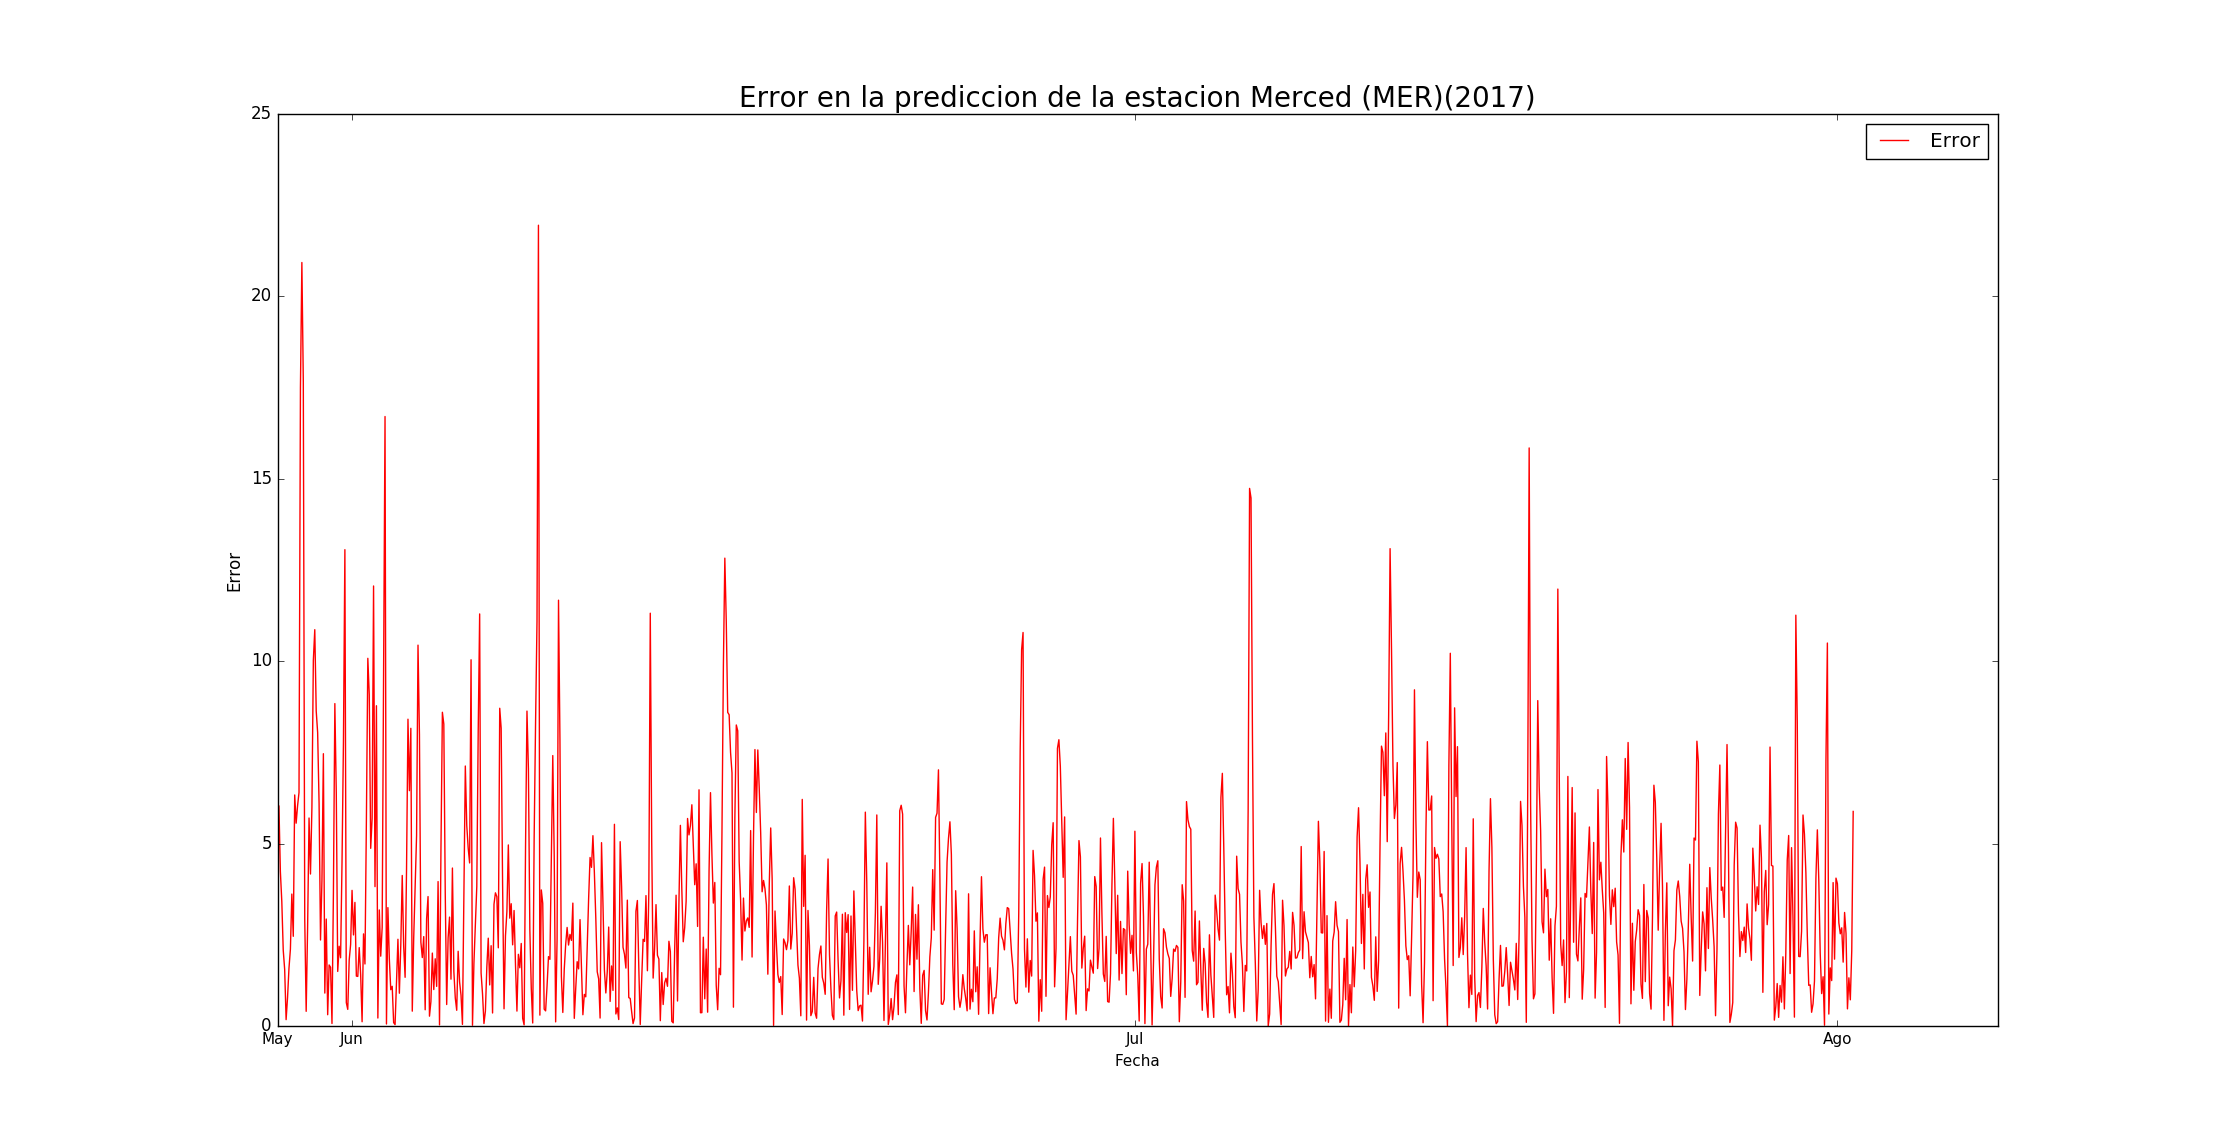 Error en la prediccion de la estacion Merced (MER)(2017)
Error
25
20
15
10
5
0
Error
May Jun Jul Ago
Fecha